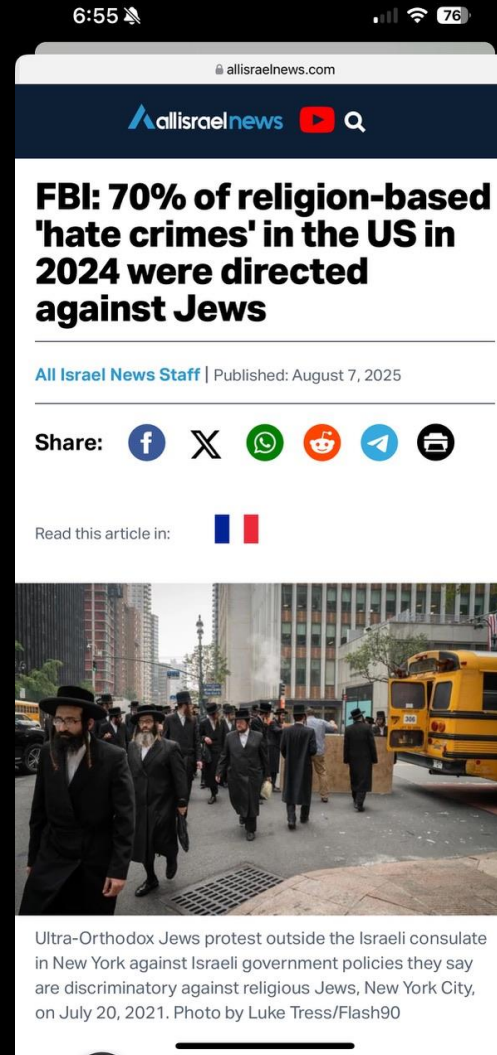 6:55
76
allisraelnews.com
allisraelnews
FBI: 70% of religion-based
'hate crimes' in the US in
2024 were directed
against Jews
All Israel News Staff | Published: August 7, 2025
Share:
Read this article in:
306
Ultra-Orthodox Jews protest outside the Israeli consulate
in New York against Israeli government policies they say
are discriminatory against religious Jews, New York City,
on July 20, 2021. Photo by Luke Tress/Flash90